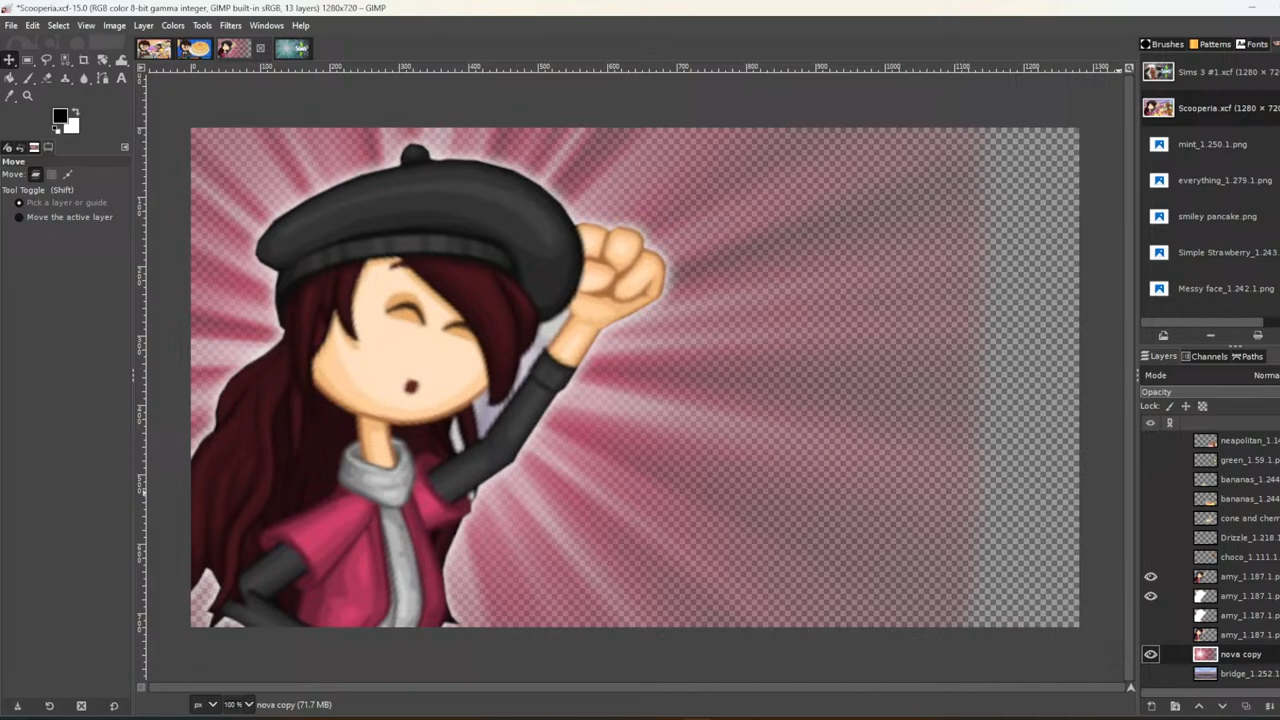 *Scooperia.xcf-15.0 (RGB color 8-bit gamma integer, GIMP built-in sRGB, 13 layers) 1280x720 – GIMP
File Edit Select View Image Layer Colors Tools Filters Windows Help
Brushes Patterns Fonts
0 100 200 300 400 500 600 700 800 900 1000 1100 1200 1300
Sims 3 #1.xcf (1280 × 72
Scooperia.xcf (1280 × 720
mint_1.250.1.png
everything_1.279.1.png
smiley pancake.png
Simple Strawberry_1.243.
Messy face_1.242.1.png
Move
Move:
Tool Toggle (Shift)
Pick a layer or guide
Move the active layer
Layers Channels Paths
Mode Norma
Opacity
Lock:
neapolitan_1.14
green_1.59.1.p
bananas_1.244
bananas_1.244
cone and cherr
Drizzle_1.218.1
choco_1.111.1
amy_1.187.1.p
amy_1.187.1.p
amy_1.187.1.p
amy_1.187.1.p
nova copy
bridge_1.252.1
px 100 % nova copy (71.7 MB)